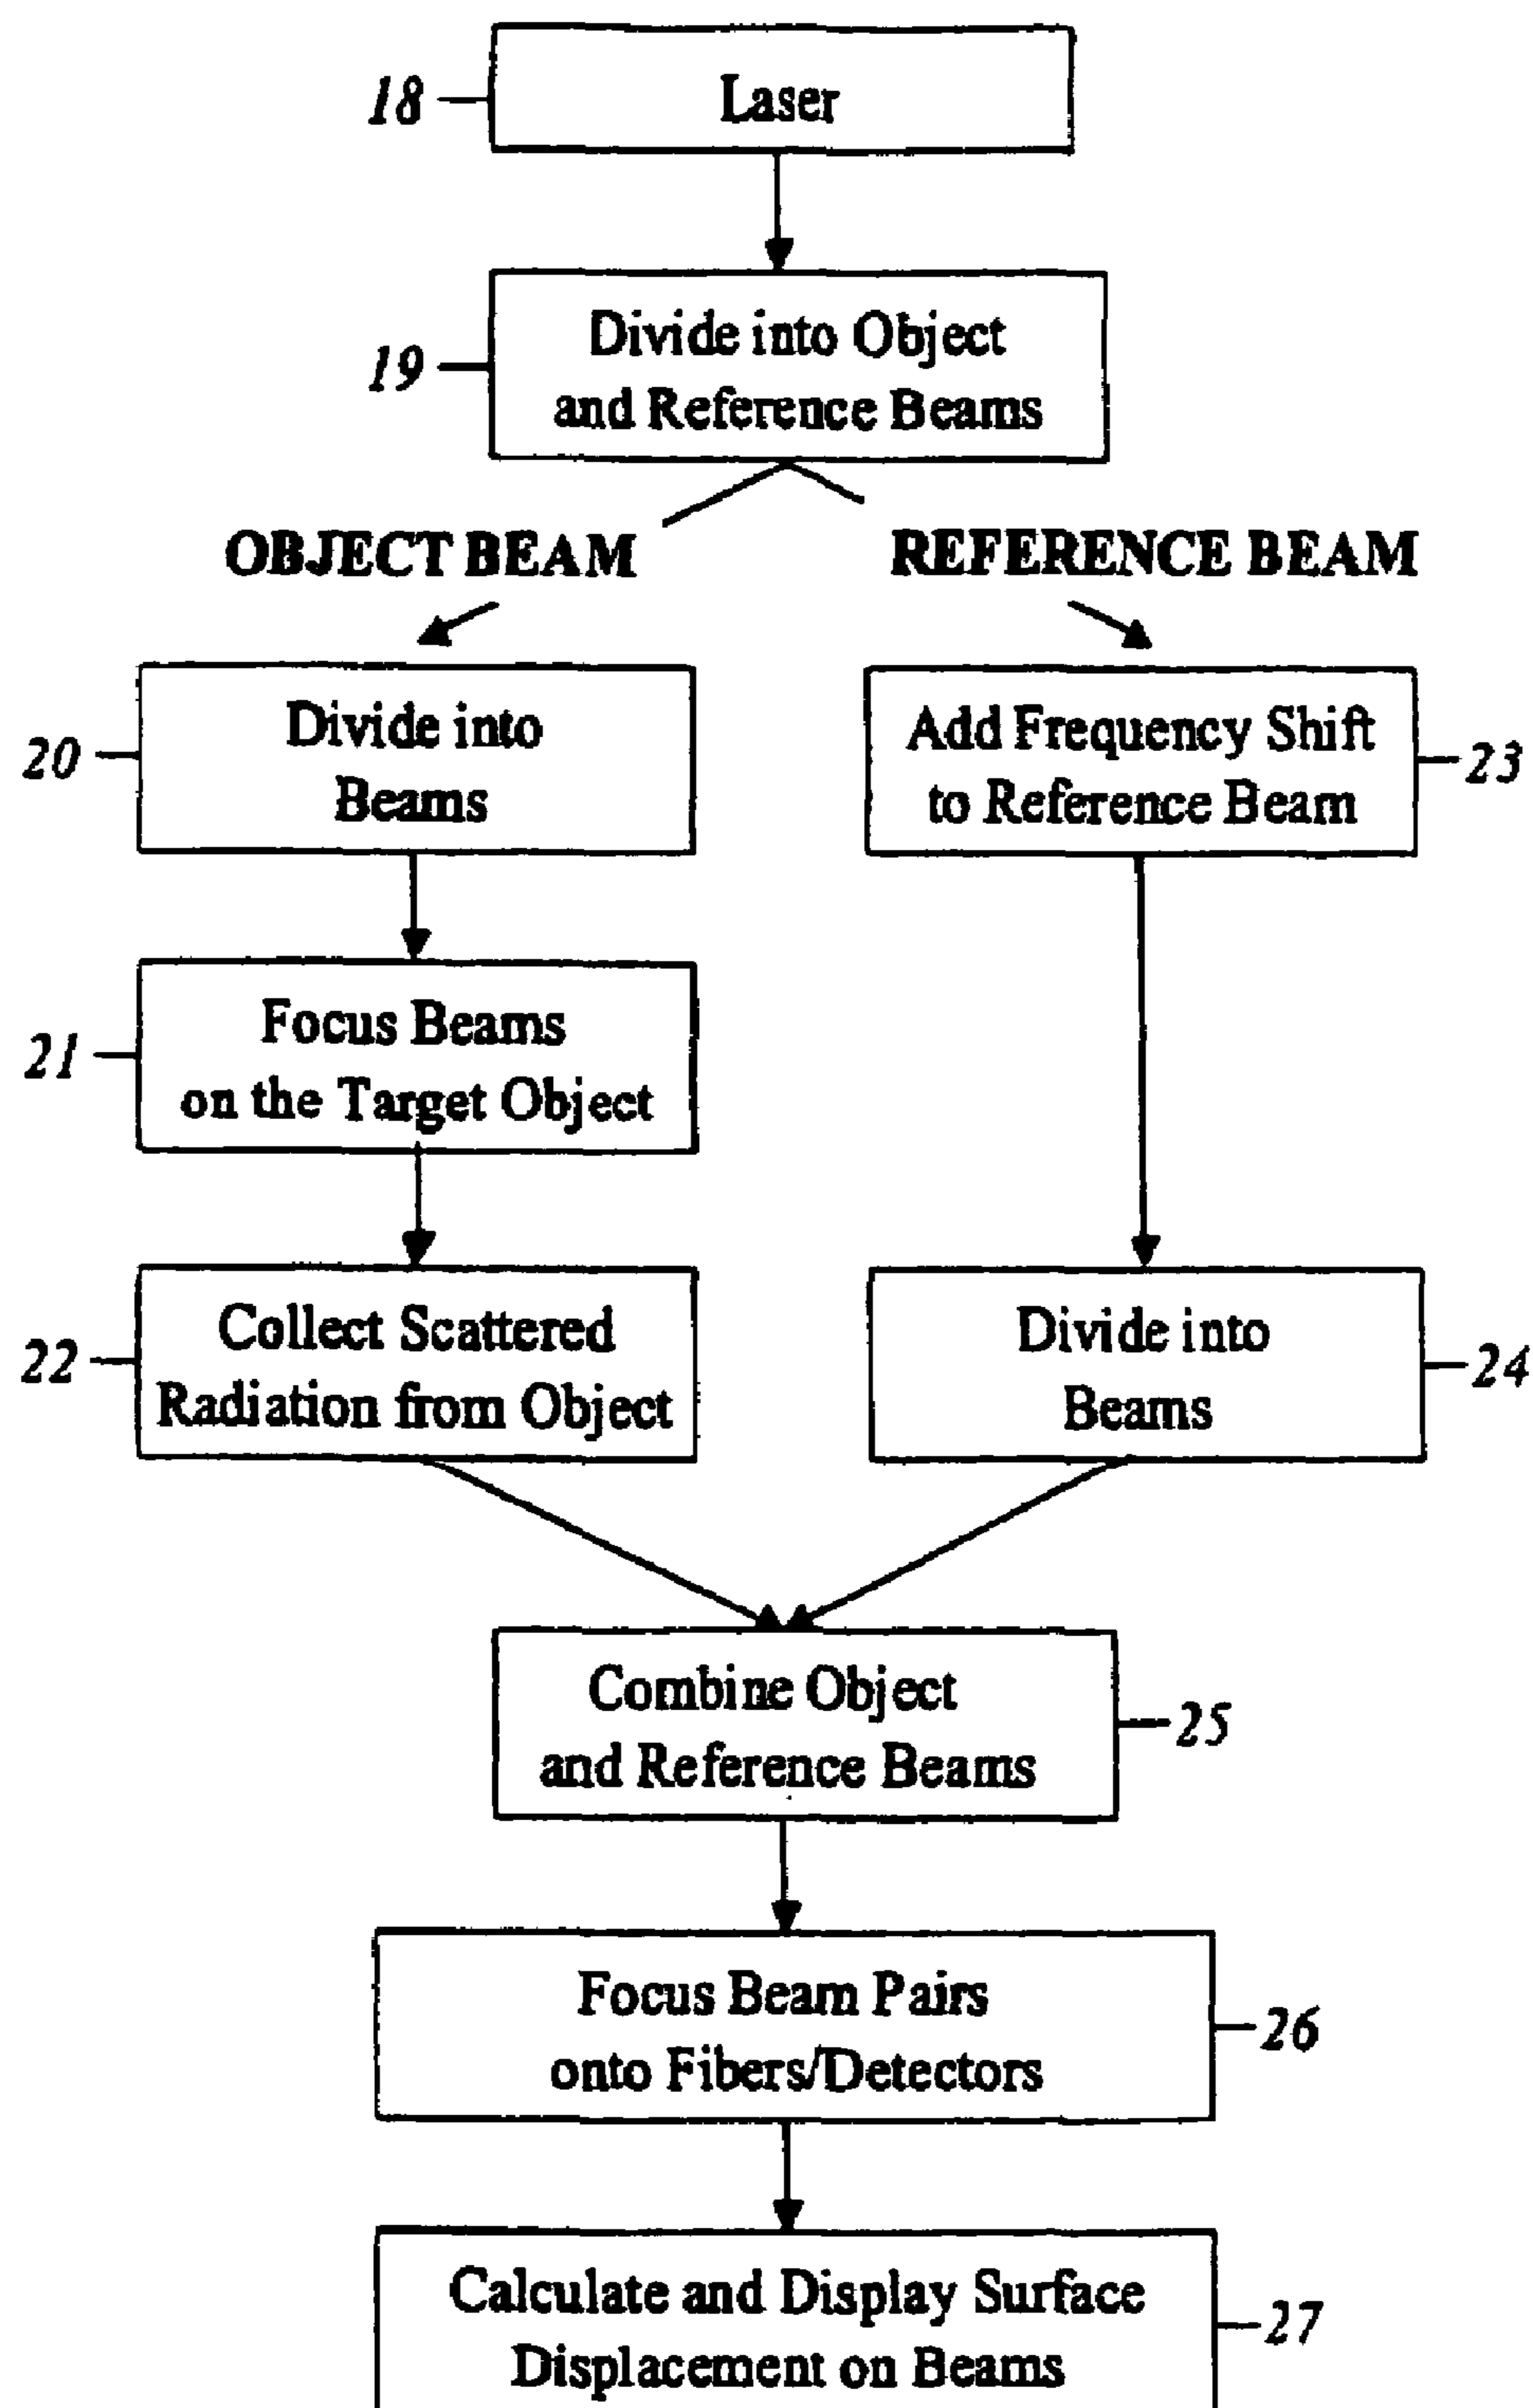 18
Laser
19
Divide into Object
and Reference Beams
OBJECT BEAM
REFERENCE BEAM
20
Divide into
Beams
Add Frequency Shift
to Reference Beam
23
21
Focus Beams
on the Target Object
22
Collect Scattered
Radiation from Object
Divide into
Beams
24
Combine Object
and Reference Beams
25
Focus Beam Pairs
onto Fibers/Detectors
26
Calculate and Display Surface
Displacement on Beams
27